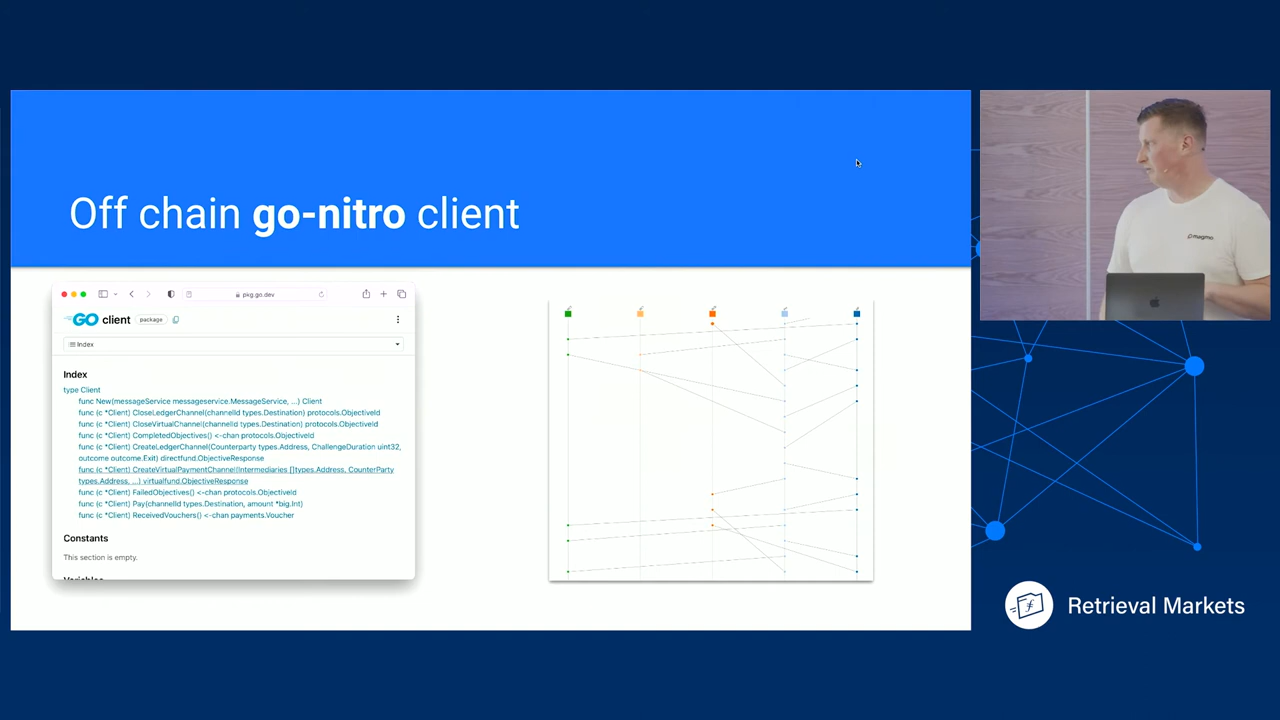 Off chain go-nitro client
pkg.go.dev
GO client package
Index
Index
type Client
func New(messageService messageservice.MessageService, ...) Client
func (c *Client) CloseLedgerChannel(channelId types.Destination) protocols.ObjectiveId
func (c *Client) CloseVirtualChannel(channelId types.Destination) protocols.ObjectiveId
func (c *Client) CompletedObjectives() <-chan protocols.ObjectiveId
func (c *Client) CreateLedgerChannel(Counterparty types.Address, ChallengeDuration uint32,
outcome outcome.Exit) directfund.ObjectiveResponse
func (c *Client) CreateVirtualPaymentChannel(Intermediaries []types.Address, CounterParty
types.Address, ...) virtualfund.ObjectiveResponse
func (c *Client) FailedObjectives() <-chan protocols.ObjectiveId
func (c *Client) Pay(channelId types.Destination, amount *big.Int)
func (c *Client) ReceivedVouchers() <-chan payments.Voucher
Constants
This section is empty.
Variables
magmo
Retrieval Markets